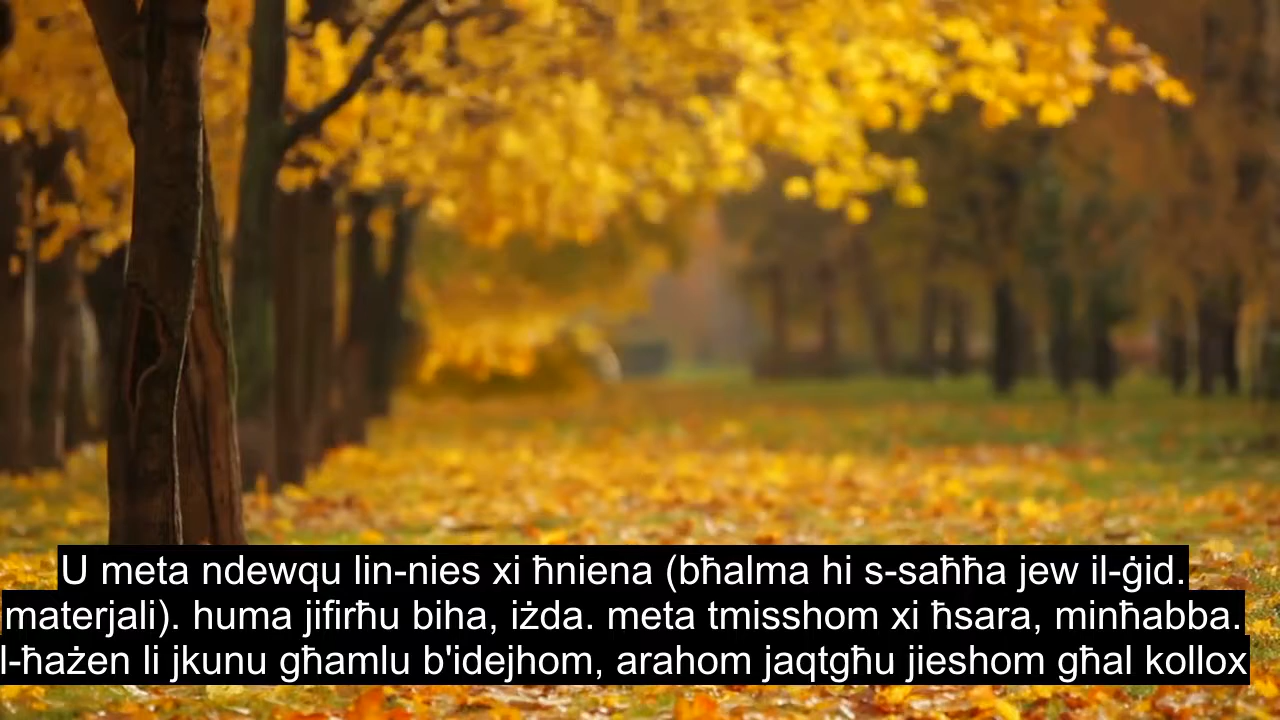 U meta ndewqu lin-nies xi ħniena (bħalma hi s-saħħa jew il-ġid.
materjali). huma jifirħu biha, iżda. meta tmisshom xi ħsara, minħabba.
l-ħażen li jkunu għamlu b'idejhom, arahom jaqtgħu jieshom għal kollox